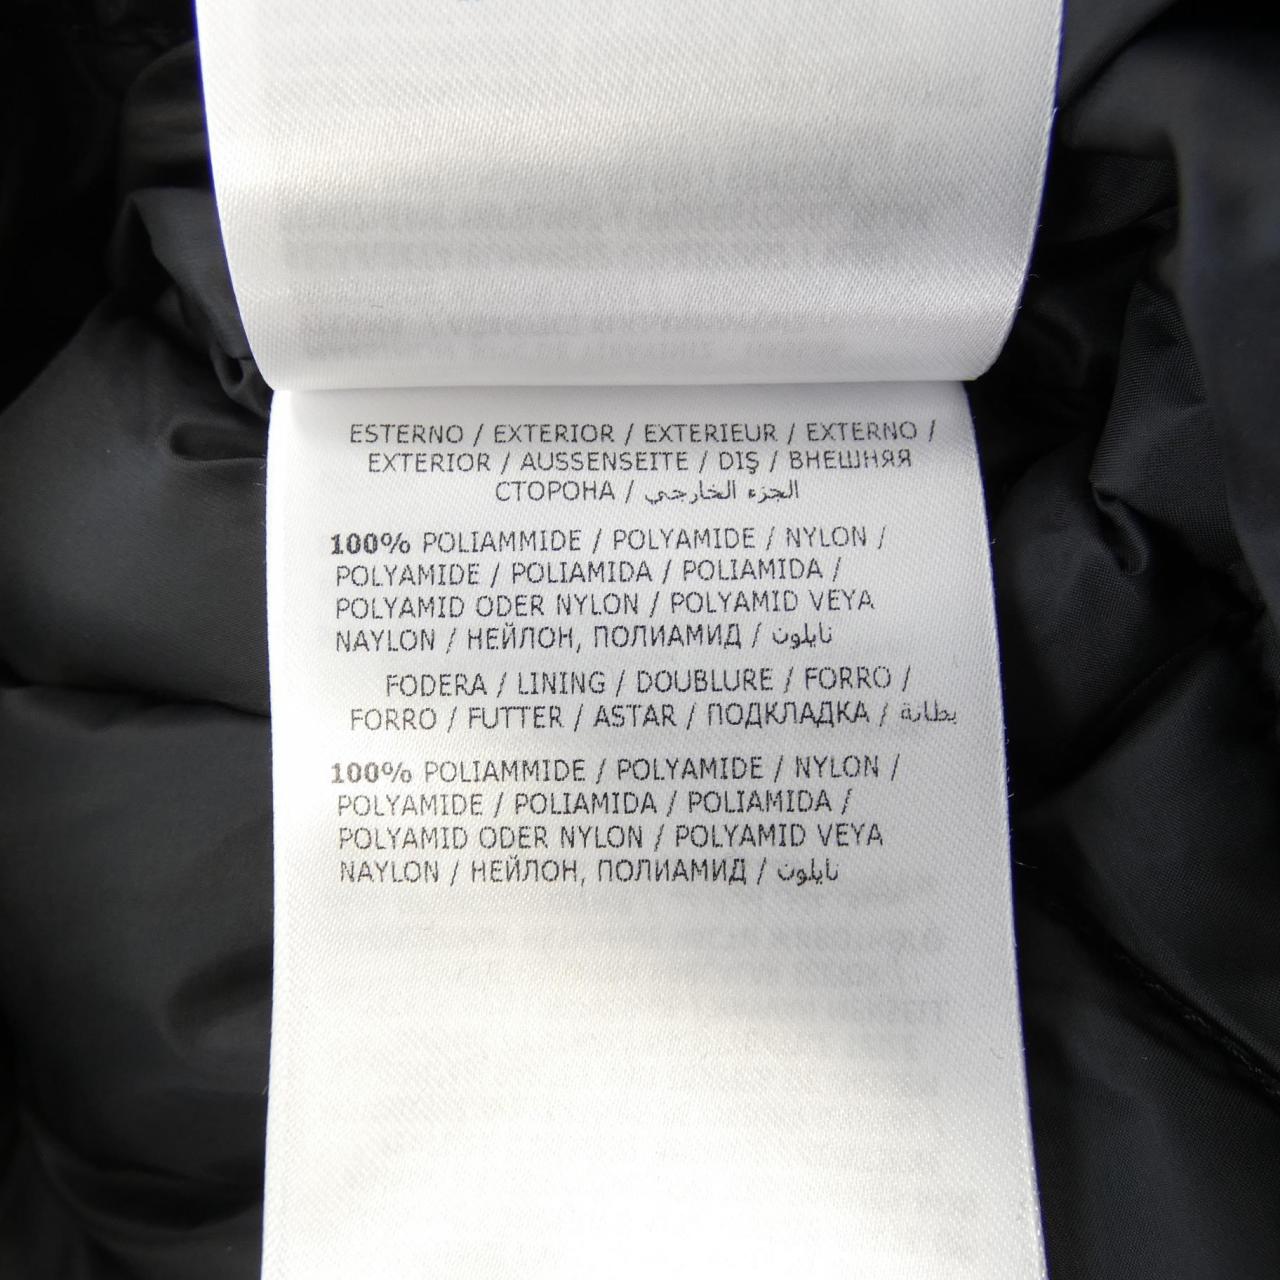 ESTERNO / EXTERIOR / EXTERIEUR / EXTERNO /
EXTERIOR / AUSSENSEITE / DIŞ / ВНЕШНЯЯ
СТОРОНА / الجزء الخارجي
100% POLIAMMIDE / POLYAMIDE / NYLON /
POLYAMIDE / POLIAMIDA / POLIAMIDA /
POLYAMID ODER NYLON / POLYAMID VEYA
NAYLON / НЕЙЛОН, ПОЛИАМИД / نايلون
FODERA / LINING / DOUBLURE / FORRO /
FORRO / FUTTER / ASTAR / ПОДКЛАДКА / بطانة
100% POLIAMMIDE / POLYAMIDE / NYLON /
POLYAMIDE / POLIAMIDA / POLIAMIDA /
POLYAMID ODER NYLON / POLYAMID VEYA
NAYLON / НЕЙЛОН, ПОЛИАМИД / نايلون